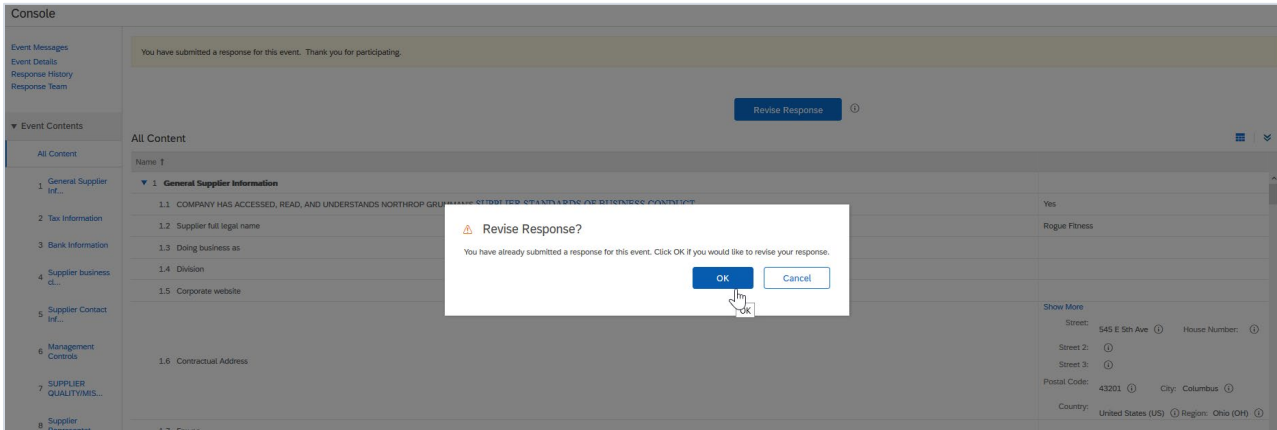 Console
Event Messages
Event Details
Response History
Response Team
You have submitted a response for this event. Thank you for participating.
Revise Response
▼ Event Contents
All Content
1 General Supplier Inf...
2 Tax Information
3 Bank Information
4 Supplier business cl...
5 Supplier Contact Inf...
6 Management Controls
7 SUPPLIER QUALITY/MIS...
8 Supplier
All Content
Name ↑
▼ 1 General Supplier Information
1.1 COMPANY HAS ACCESSED, READ, AND UNDERSTANDS NORTHROP GRUMMAN'S SUPPLIER STANDARDS OF BUSINESS CONDUCT Yes
1.2 Supplier full legal name Rogue Fitness
1.3 Doing business as
1.4 Division
1.5 Corporate website
1.6 Contractual Address
Show More
Street: 545 E 5th Ave House Number:
Street 2:
Street 3:
Postal Code: 43201 City: Columbus
Country: United States (US) Region: Ohio (OH)
Revise Response?
You have already submitted a response for this event. Click OK if you would like to revise your response.
OK Cancel
OK